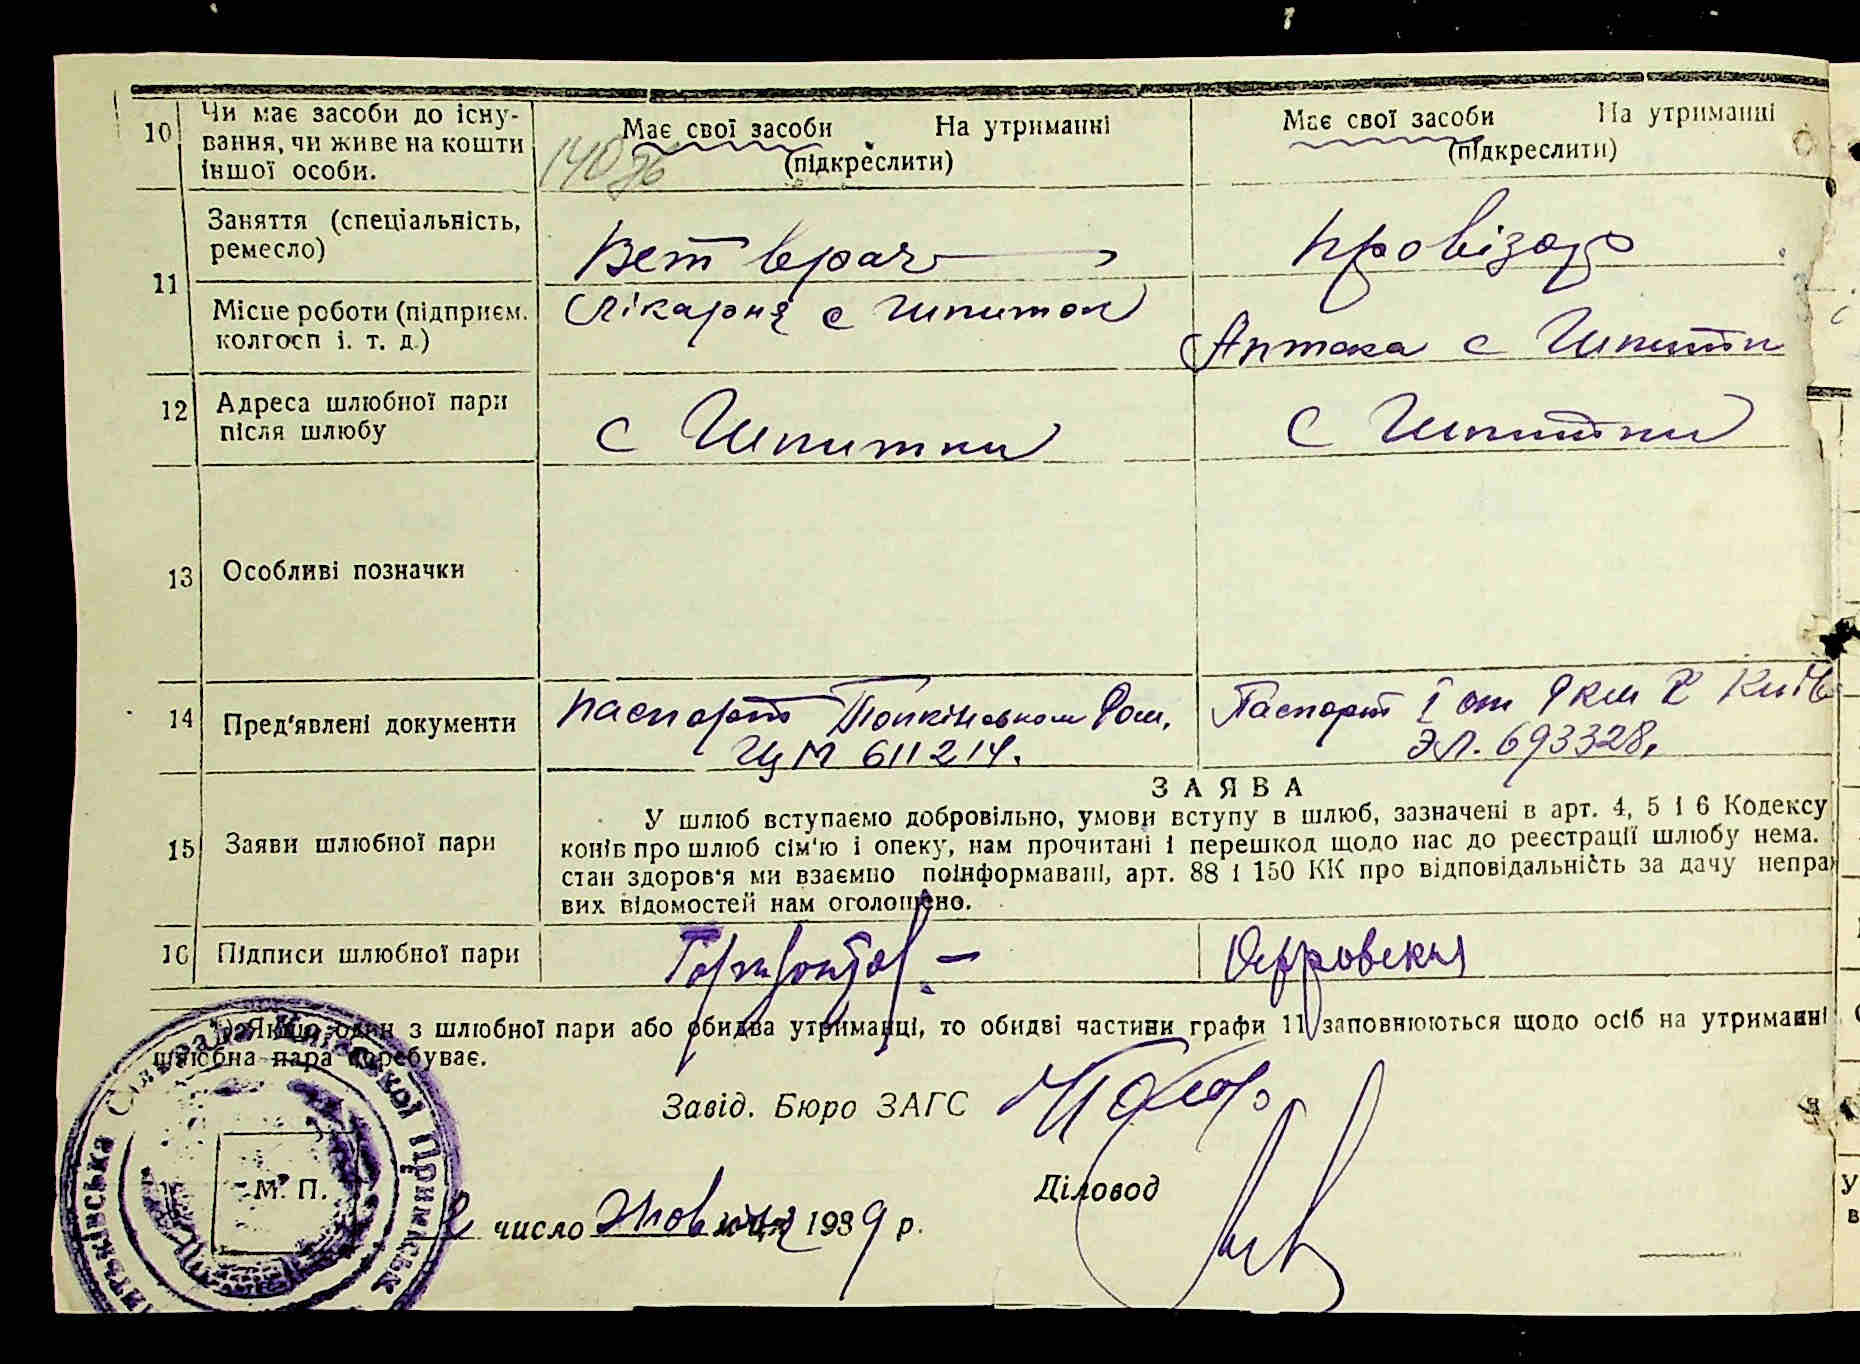 10 Чи має засоби до існу-
вання, чи живе на кошти
іншої особи.
Має свої засоби На утриманні
(підкреслити)
Має свої засоби На утриманні
(підкреслити)
11 Заняття (спеціальність,
ремесло)
Вет врач
провізор
Місце роботи (підприєм.
колгосп і. т. д.)
Лікарня с Шпитьк
Аптека с Шпитьки
12 Адреса шлюбної пари
після шлюбу
с Шпитьки
с Шпитьки
13 Особливі позначки
14 Пред'явлені документи
паспорт
ЦМ 611214.
Паспорт от Київ
ЭЛ. 693328,
15 Заяви шлюбної пари
ЗАЯВА
У шлюб вступаємо добровільно, умови вступу в шлюб, зазначені в арт. 4, 5 і 6 Кодексу
конів про шлюб сім'ю і опеку, нам прочитані і перешкод щодо нас до реєстрації шлюбу нема.
стан здоров'я ми взаємно поінформавані, арт. 88 і 150 КК про відповідальність за дачу непра
вих відомостей нам оголошено.
16 Підписи шлюбної пари
Островская
Якщо один з шлюбної пари або обидва утриманці, то обидві частини графи 11 заповнюються щодо осіб на утриманні
шлюбна пара перебуває.
Завід. Бюро ЗАГС
Діловод
М. П.
2 число 1939 р.